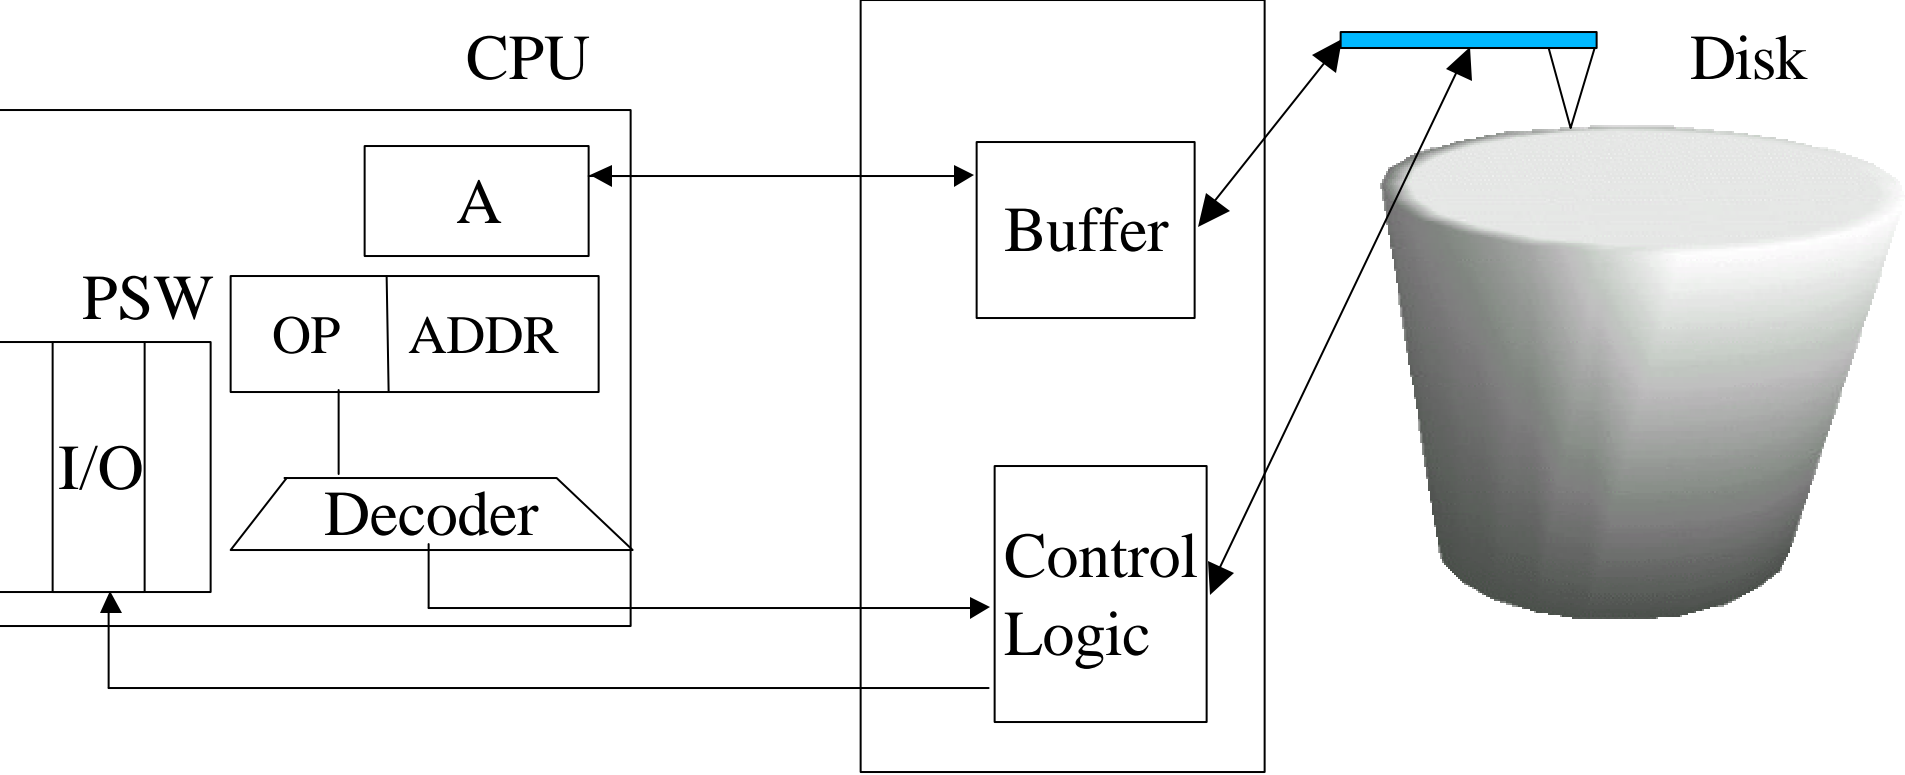 CPU
Disk
A
Buffer
PSW
OP
ADDR
I/O
Decoder
Control
Logic